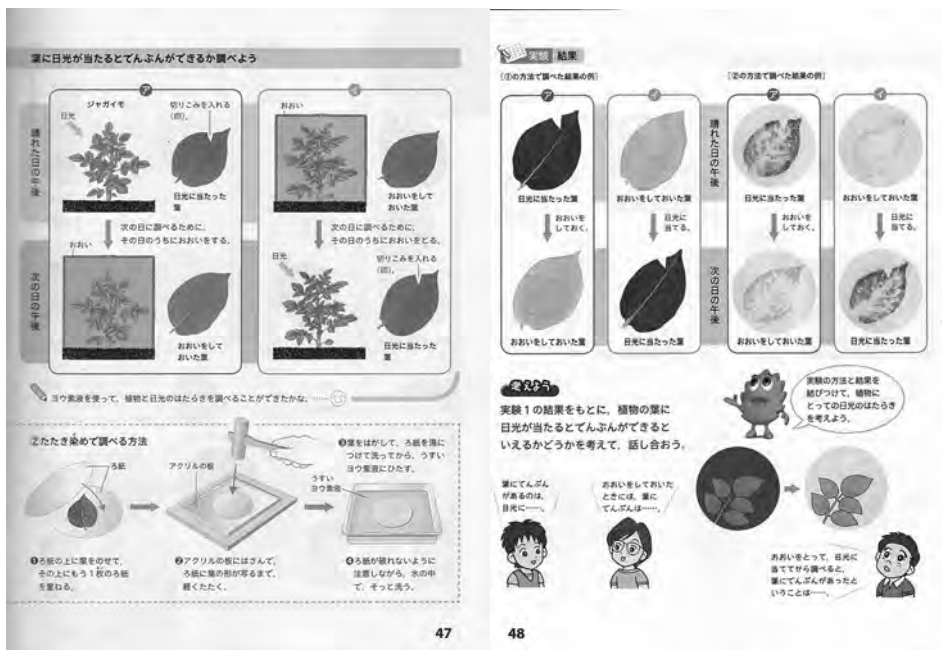 葉に日光が当たるとでんぷんができるか調べよう
ア
イ
晴れた日の午後
次の日の午後
ジャガイモ
日光
切りこみを入れる
(印)。
日光に当たった
葉
次の日に調べるために、
その日のうちにおおいをする。
おおい
おおいをして
おいた葉
おおい
おおいをして
おいた葉
次の日に調べるために、
その日のうちにおおいをとる。
日光
切りこみを入れる
(印)。
日光に当たった
葉
ヨウ素液を使って，植物と日光のはたらきを調べることができたかな。……
②たたき染めで調べる方法
ろ紙
❶ろ紙の上に葉をのせて，
その上にもう1枚のろ紙
を重ねる。
アクリルの板
❷アクリルの板にはさんで，
ろ紙に葉の形が写るまで，
軽くたたく。
❸葉をはがして，ろ紙を湯に
つけて洗ってから，うすい
ヨウ素液にひたす。
うすい
ヨウ素液
❹ろ紙が破れないように
注意しながら，水の中
で，そっと洗う。
47
実験 結果
[①の方法で調べた結果の例]
ア
イ
晴れた日の午後
次の日の午後
日光に当たった葉
おおいを
しておく。
おおいをしておいた葉
おおいをしておいた葉
日光に
当てる。
日光に当たった葉
[②の方法で調べた結果の例]
ア
イ
日光に当たった葉
おおいを
しておく。
おおいをしておいた葉
おおいをしておいた葉
日光に
当てる。
日光に当たった葉
考えよう
実験1の結果をもとに，植物の葉に
日光が当たるとでんぷんができると
いえるかどうかを考えて，話し合おう。
実験の方法と結果を
結びつけて，植物に
とっての日光のはたらき
を考えよう。
葉にでんぷん
があるのは，
日光に……。
おおいをしておいた
ときには，葉に
でんぷんは……。
おおいをとって，日光に
当ててから調べると，
葉にでんぷんがあったと
いうことは……。
48